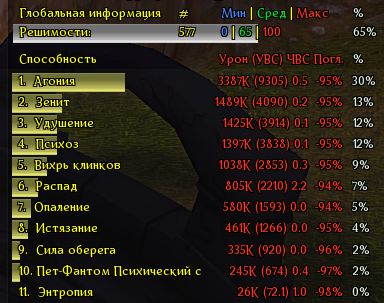 Глобальная информация # Мин | Сред | Макс %
Решимости: 577 0 | 65 | 100 65%
Способность Урон (УВС) ЧВС Погл. %
1. Агония 3387K (9305) 0.5 -95% 30%
2. Зенит 1489K (4090) 0.2 -95% 13%
3. Удушение 1425K (3914) 0.1 -95% 12%
4. Психоз 1397K (3838) 0.1 -95% 12%
5. Вихрь клинков 1038K (2853) 0.3 -95% 9%
6. Распад 805K (2210) 2.2 -94% 7%
7. Опаление 580K (1593) 0.0 -94% 5%
8. Истязание 461K (1266) 0.0 -95% 4%
9. Сила оберега 335K (920) 0.0 -96% 2%
10. Пет-Фантом Психический с 245K (674) 0.4 -97% 2%
11. Энтропия 26K (72.1) 1.0 -98% 0%